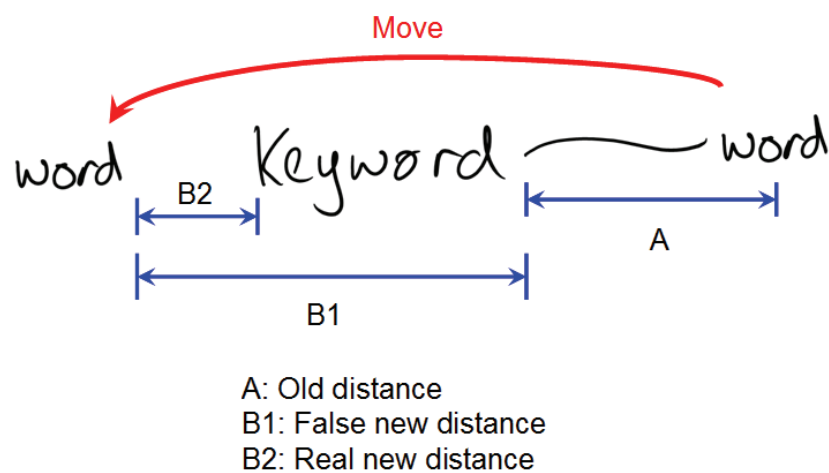 Move
word Keyword word
B2
A
B1
A: Old distance
B1: False new distance
B2: Real new distance